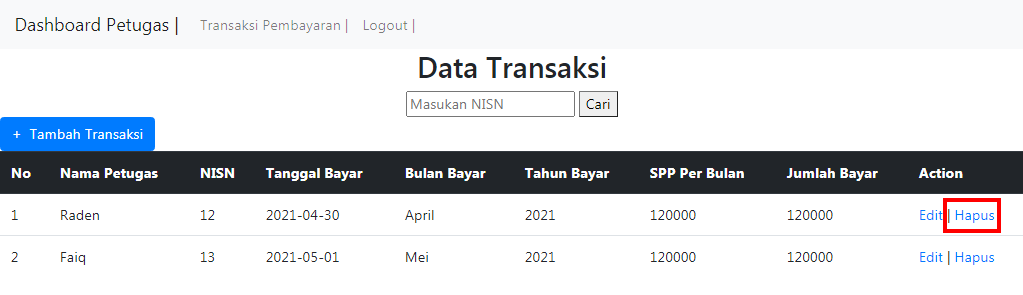 Dashboard Petugas | Transaksi Pembayaran | Logout |
Data Transaksi
Masukan NISN Cari
+ Tambah Transaksi
No Nama Petugas NISN Tanggal Bayar Bulan Bayar Tahun Bayar SPP Per Bulan Jumlah Bayar Action
1 Raden 12 2021-04-30 April 2021 120000 120000 Edit | Hapus
2 Faiq 13 2021-05-01 Mei 2021 120000 120000 Edit | Hapus